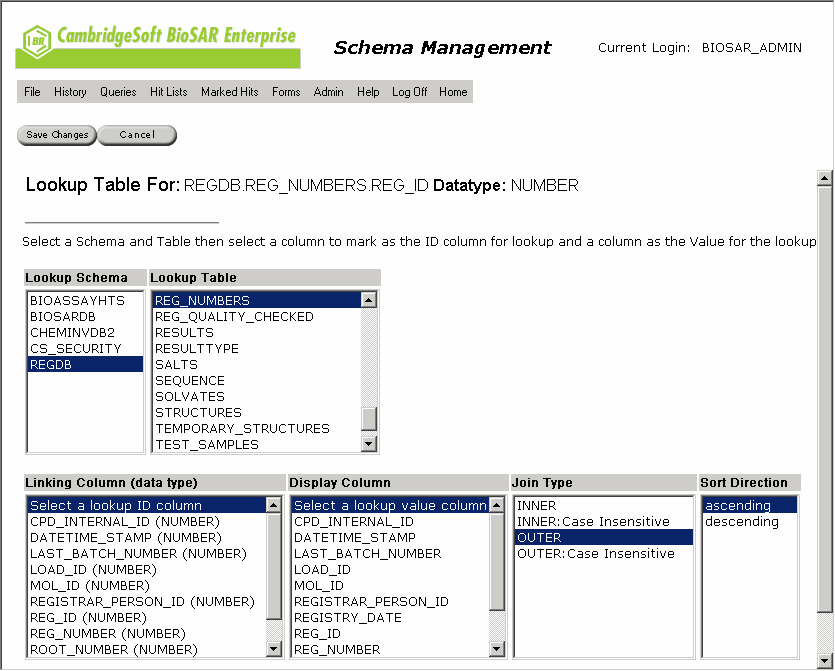 BR CambridgeSoft BioSAR Enterprise
Schema Management
Current Login: BIOSAR_ADMIN
File History Queries Hit Lists Marked Hits Forms Admin Help Log Off Home
Save Changes Cancel
Lookup Table For: REGDB.REG_NUMBERS.REG_ID Datatype: NUMBER
Select a Schema and Table then select a column to mark as the ID column for lookup and a column as the Value for the lookup
Lookup Schema
BIOASSAYHTS
BIOSARDB
CHEMINVDB2
CS_SECURITY
REGDB
Lookup Table
REG_NUMBERS
REG_QUALITY_CHECKED
RESULTS
RESULTTYPE
SALTS
SEQUENCE
SOLVATES
STRUCTURES
TEMPORARY_STRUCTURES
TEST_SAMPLES
Linking Column (data type)
Select a lookup ID column
CPD_INTERNAL_ID (NUMBER)
DATETIME_STAMP (NUMBER)
LAST_BATCH_NUMBER (NUMBER)
LOAD_ID (NUMBER)
MOL_ID (NUMBER)
REGISTRAR_PERSON_ID (NUMBER)
REG_ID (NUMBER)
REG_NUMBER (NUMBER)
ROOT_NUMBER (NUMBER)
Display Column
Select a lookup value column
CPD_INTERNAL_ID
DATETIME_STAMP
LAST_BATCH_NUMBER
LOAD_ID
MOL_ID
REGISTRAR_PERSON_ID
REGISTRY_DATE
REG_ID
REG_NUMBER
Join Type
INNER
INNER:Case Insensitive
OUTER
OUTER:Case Insensitive
Sort Direction
ascending
descending